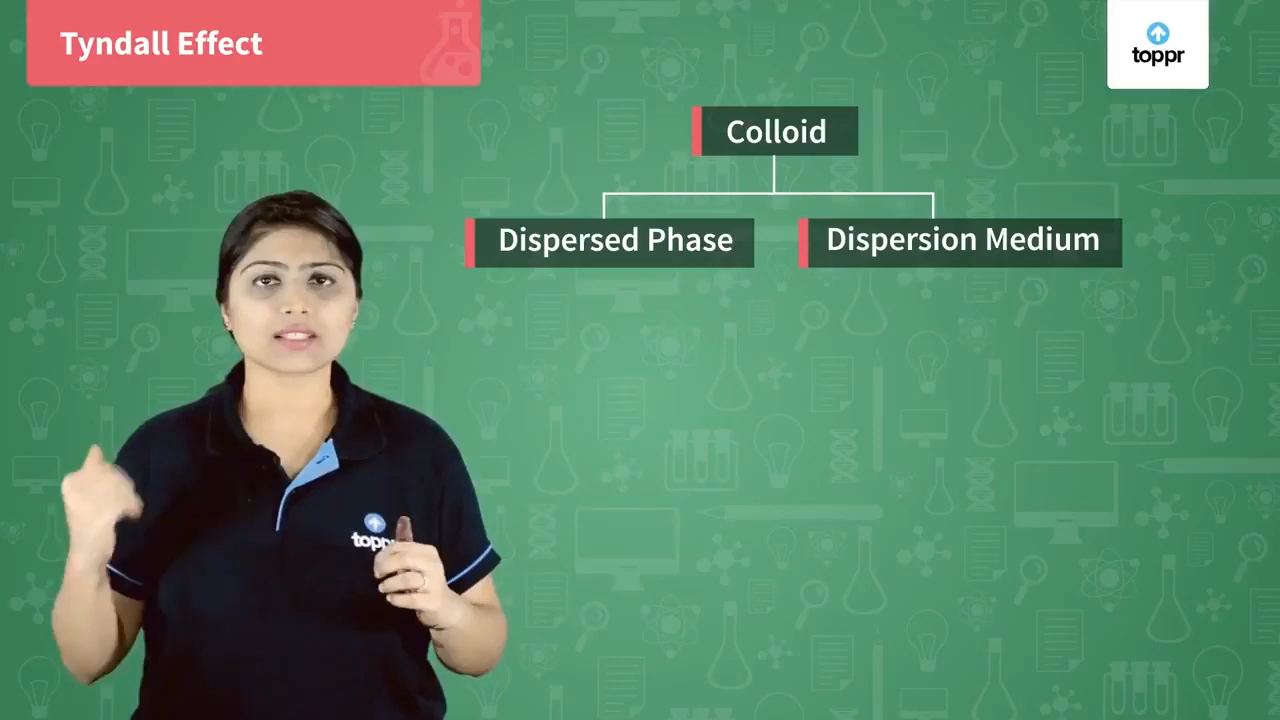 Tyndall Effect
toppr
Colloid
Dispersed Phase
Dispersion Medium
toppr